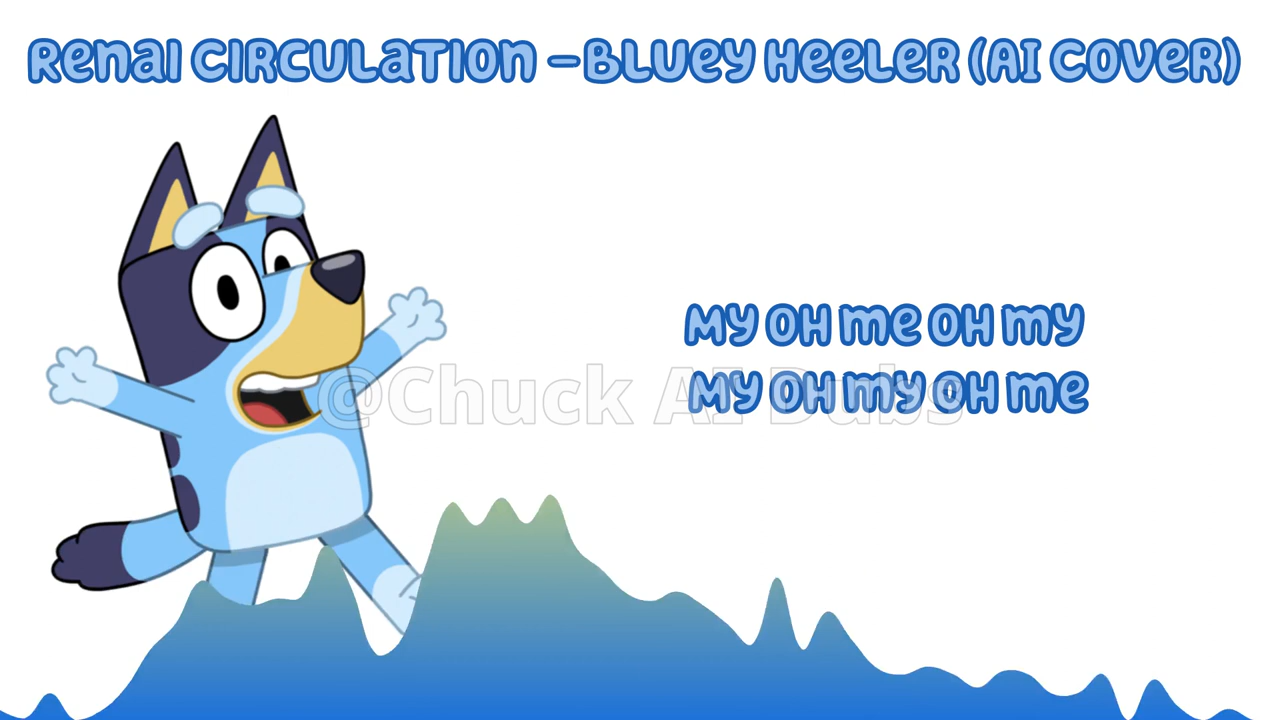 Renai Circulation -Bluey Heeler (AI Cover)
My oh me oh my
@Chuck AI Dubs
My oh my oh me